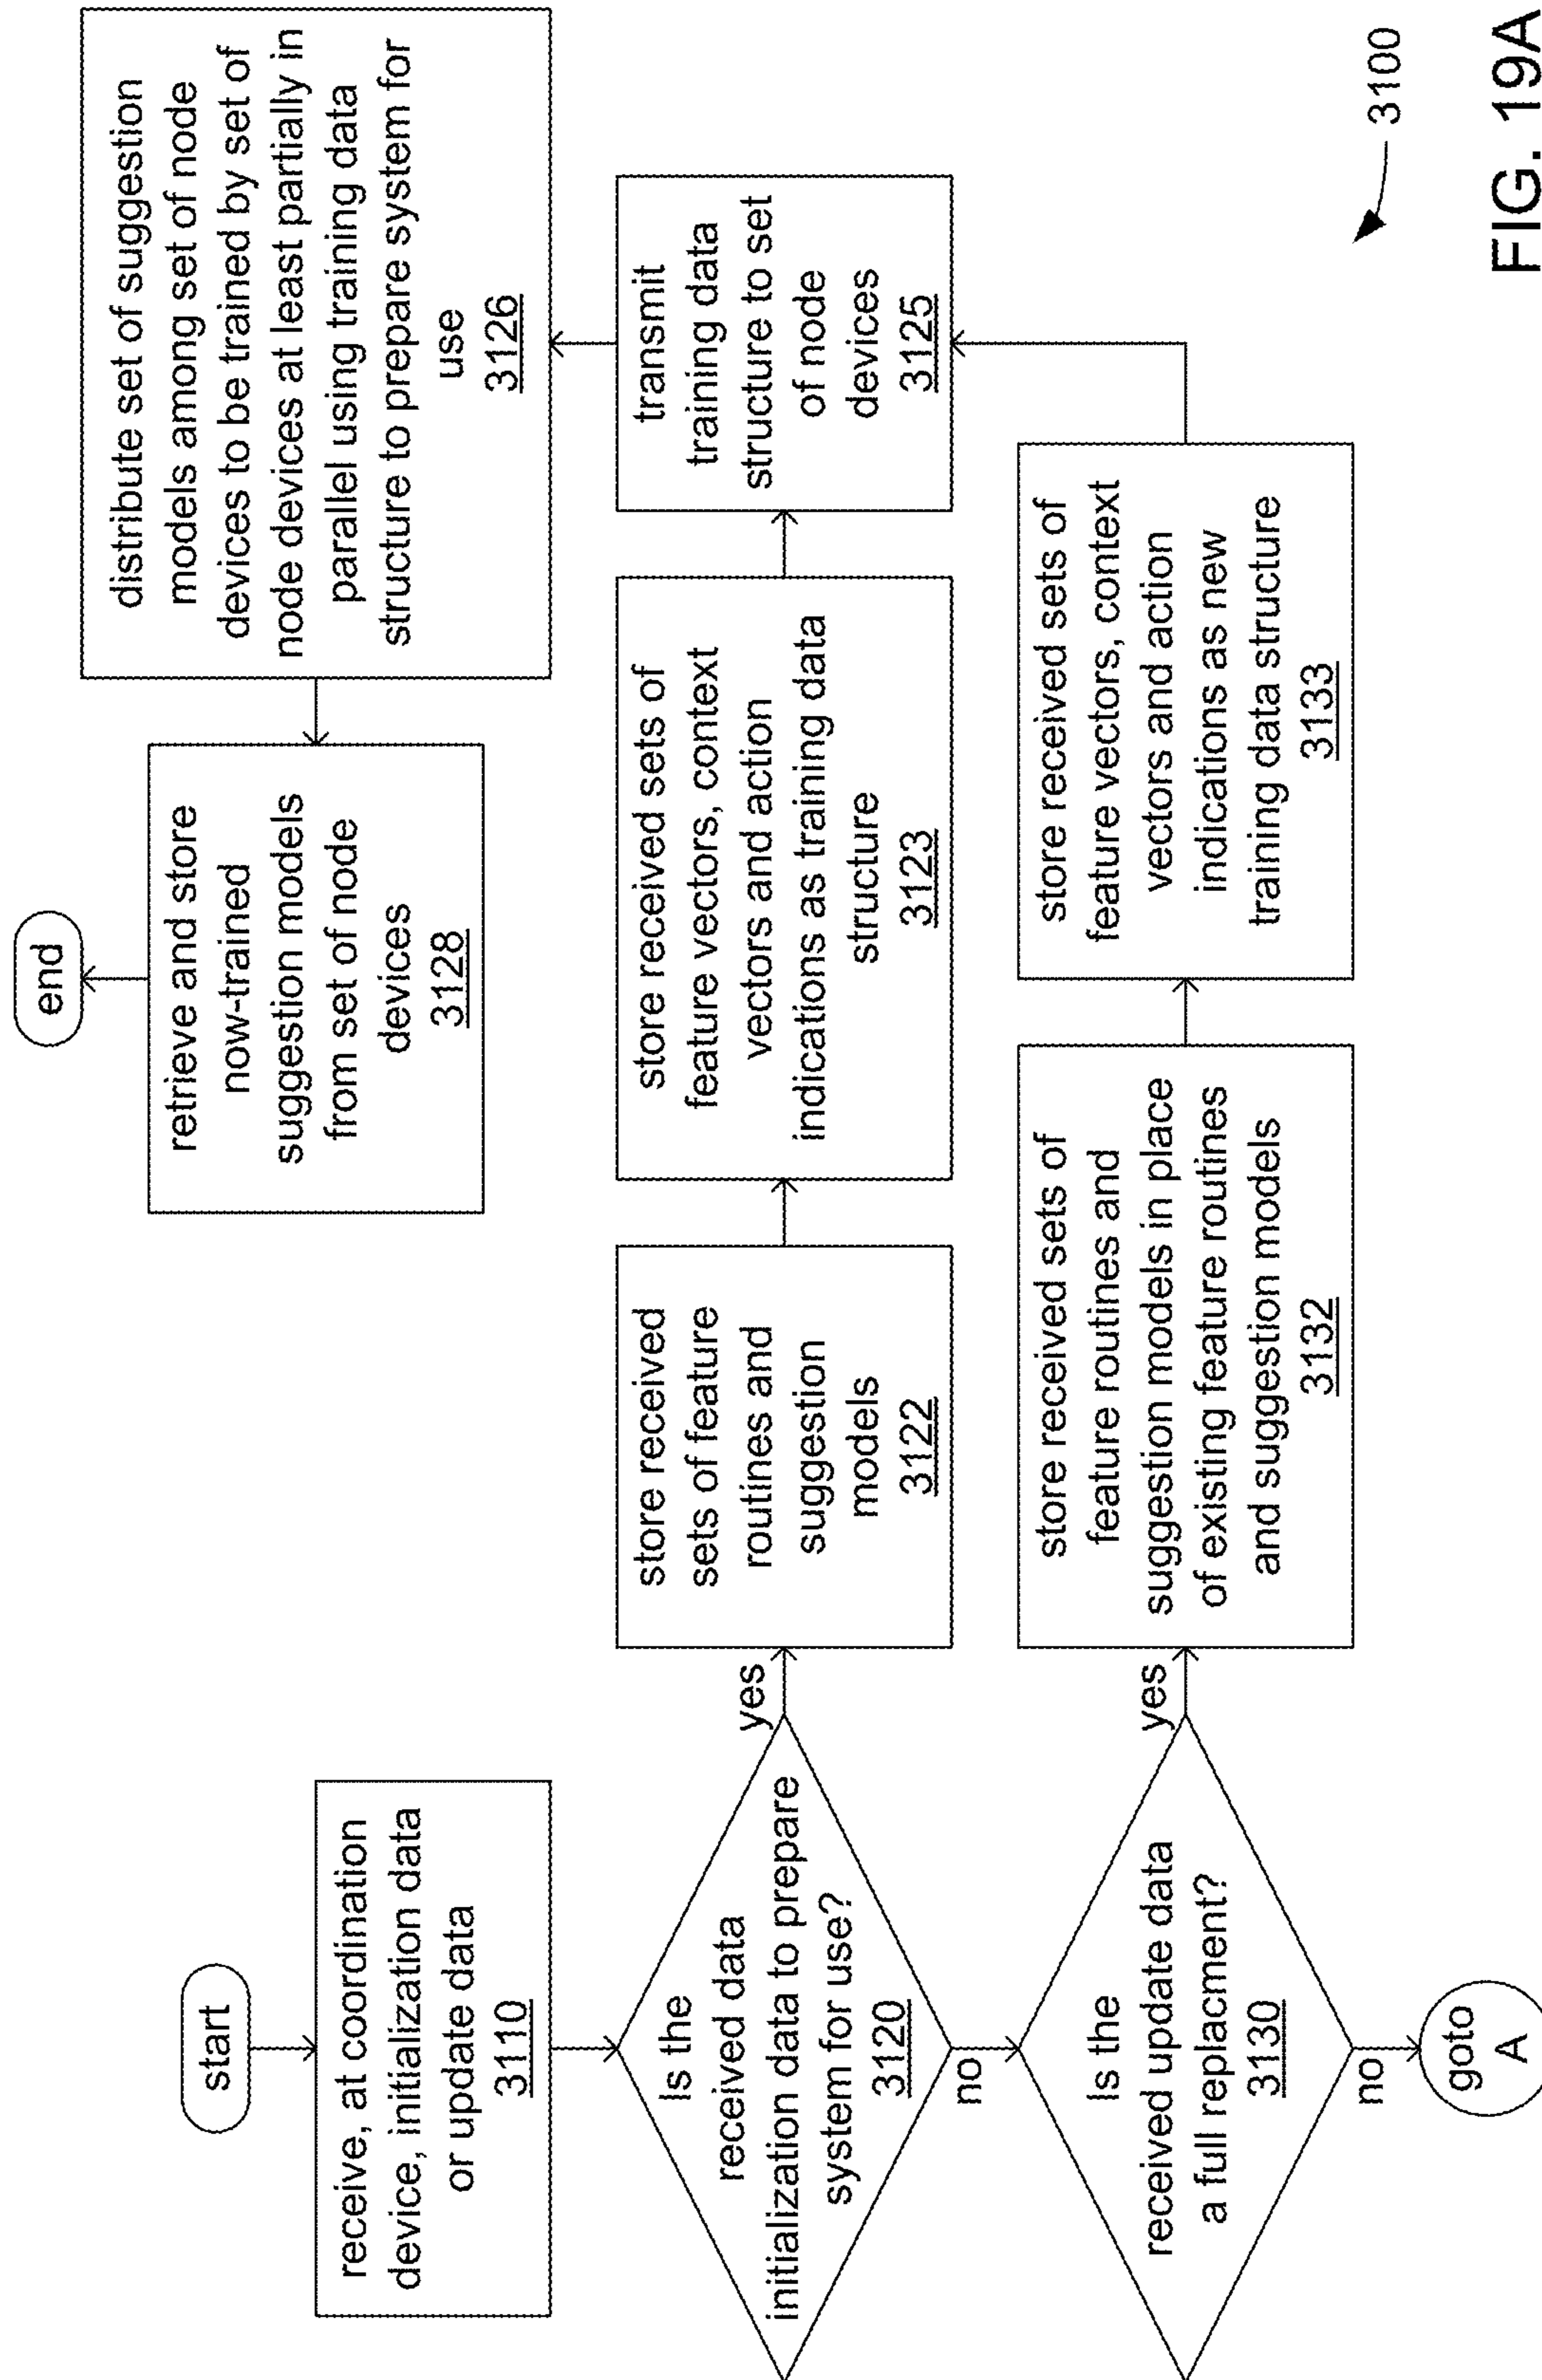 start
receive, at coordination
device, initialization data
or update data
3110
Is the
received data
initialization data to prepare
system for use?
3120
yes
no
store received
sets of feature
routines and
suggestion
models
3122
store received sets of
feature vectors, context
vectors and action
indications as training data
structure
3123
transmit
training data
structure to set
of node
devices
3125
distribute set of suggestion
models among set of node
devices to be trained by set of
node devices at least partially in
parallel using training data
structure to prepare system for
use
3126
retrieve and store
now-trained
suggestion models
from set of node
devices
3128
end
Is the
received update data
a full replacment?
3130
yes
no
store received sets of
feature routines and
suggestion models in place
of existing feature routines
and suggestion models
3132
store received sets of
feature vectors, context
vectors and action
indications as new
training data structure
3133
goto
A
3100
FIG. 19A